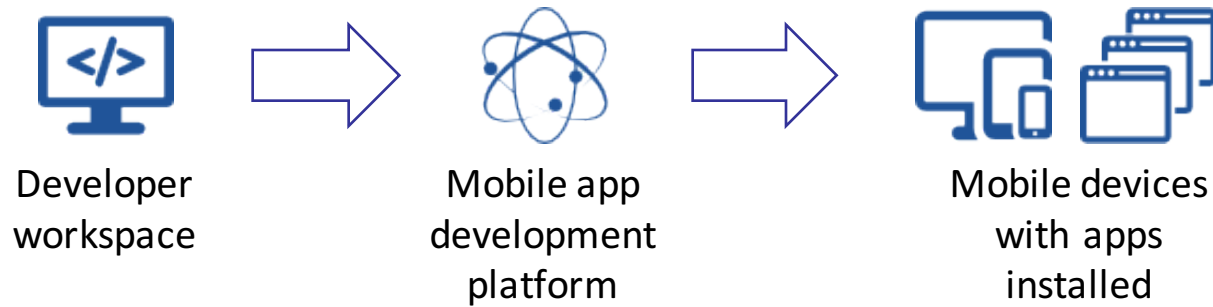 </>
Developer
workspace
Mobile app
development
platform
Mobile devices
with apps
installed